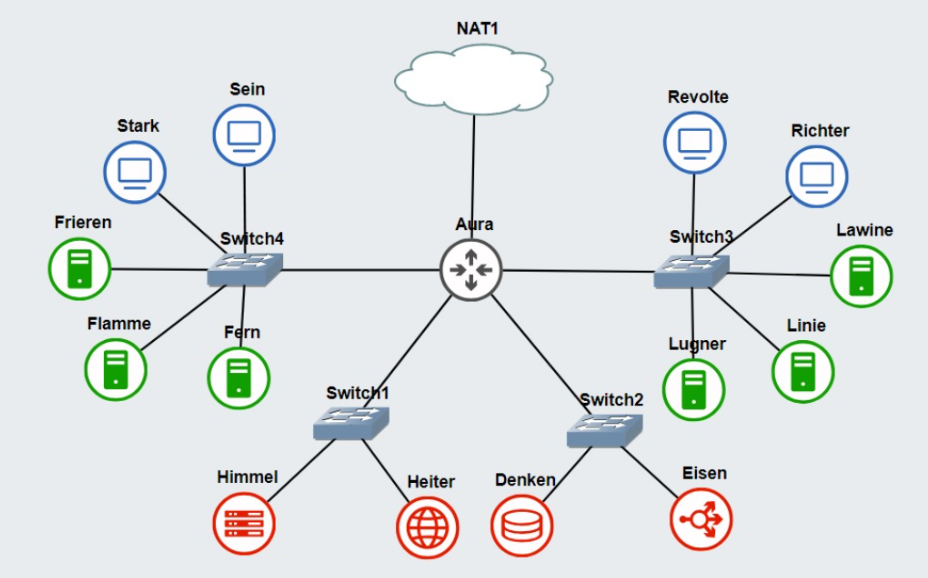 NAT1
Sein
Revolte
Stark
Richter
Frieren
Switch4
Aura
Switch3
Lawine
Flamme
Fern
Lugner
Linie
Switch1
Switch2
Himmel
Heiter
Denken
Eisen